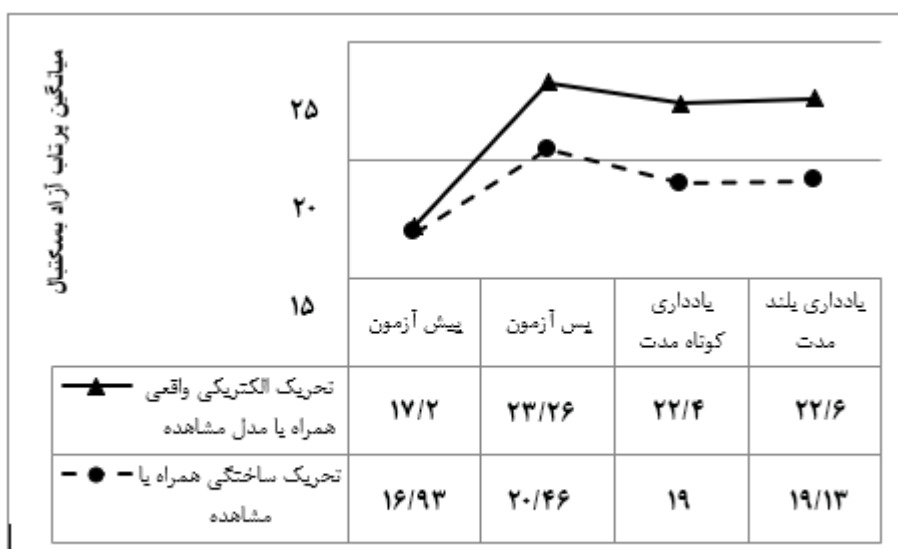 میانگین پرتاب آزاد بسکتبال
۲۵
۲۰
۱۵
پیش آزمون
پس آزمون
یادداری
کوتاه مدت
یادداری بلند
مدت
تحریک الکتریکی واقعی
همراه یا مدل مشاهده
۱۷/۲
۲۳/۲۶
۲۲/۴
۲۲/۶
تحریک ساختگی همراه یا
مشاهده
۱۶/۹۳
۲۰/۴۶
۱۹
۱۹/۱۳